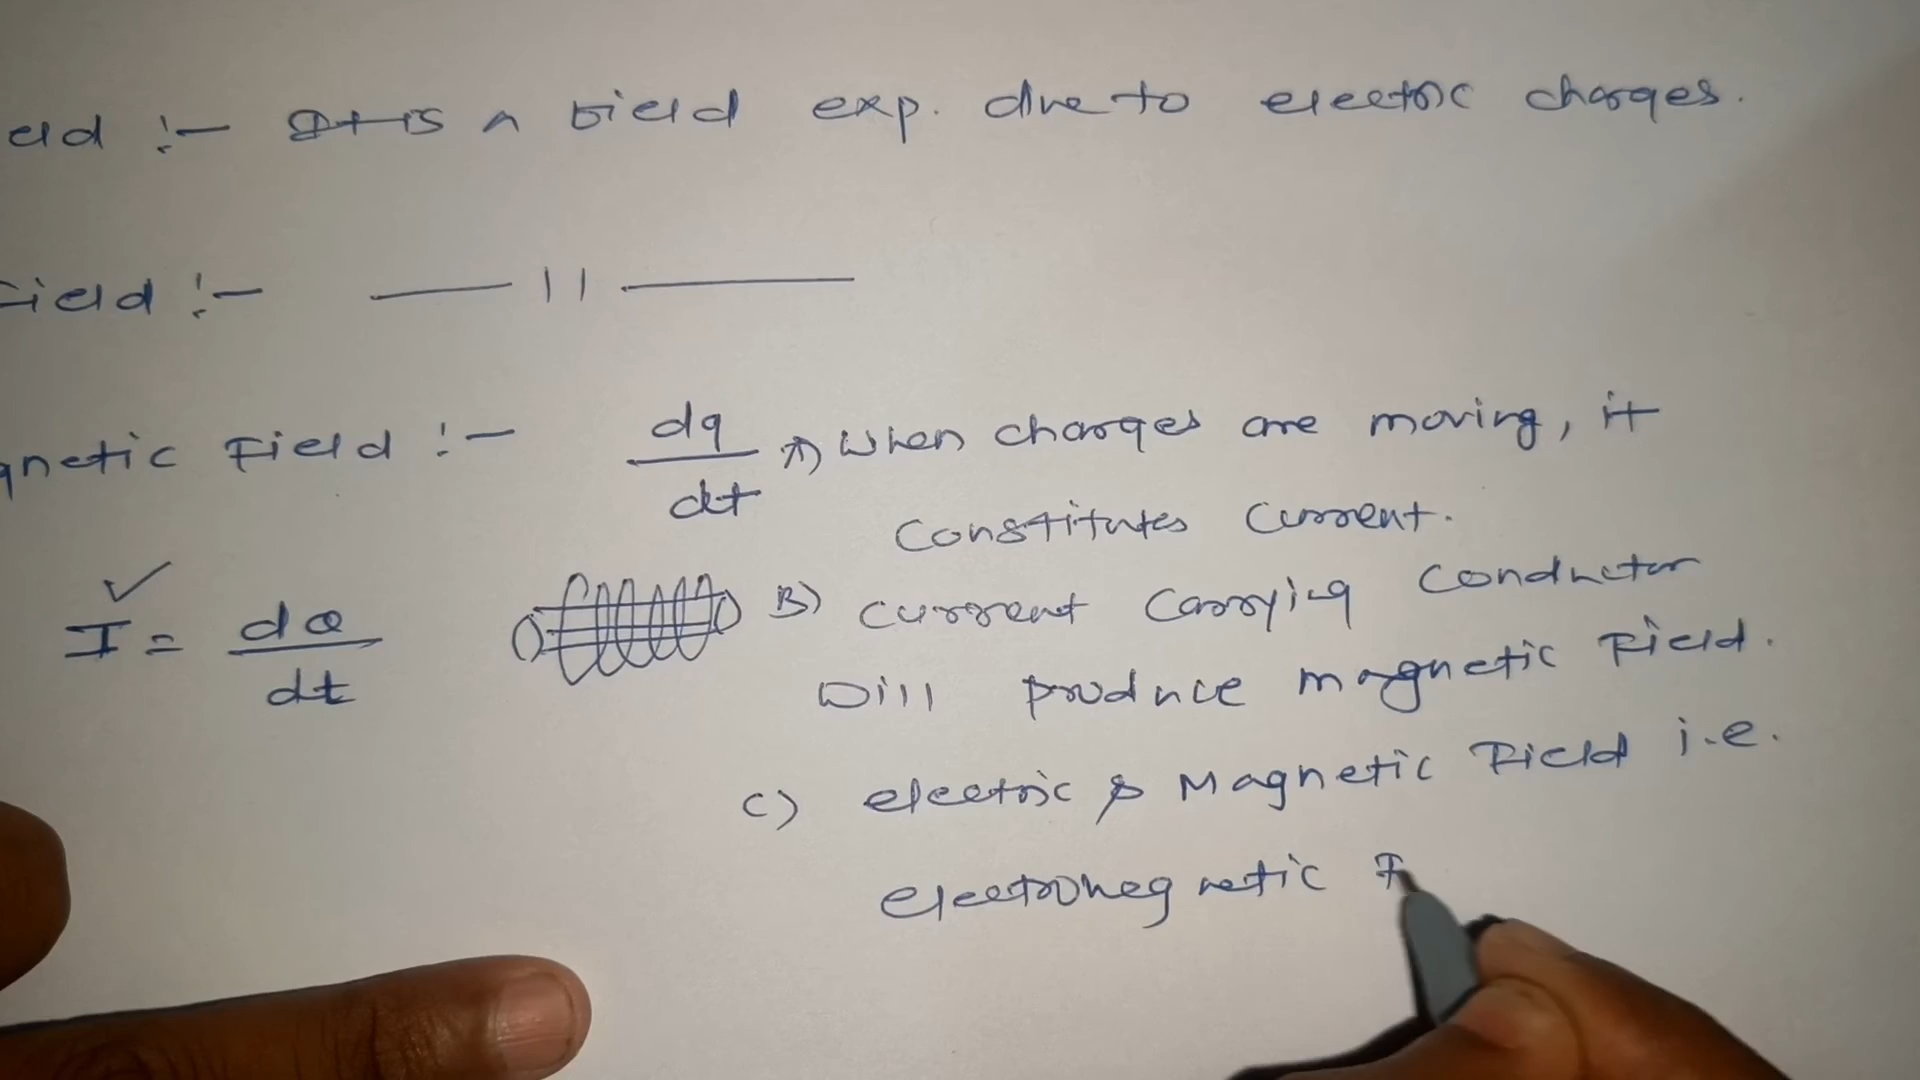 eld :- It is a Field exp. due to electric charges.
Field :- —— 11 ——
gnetic Field :- dq/dt A) When charges are moving, it
constitutes current.
I = dQ/dt
B) current carrying conductor
will produce magnetic Field.
C) electric & Magnetic Field i.e.
electromegnetic F